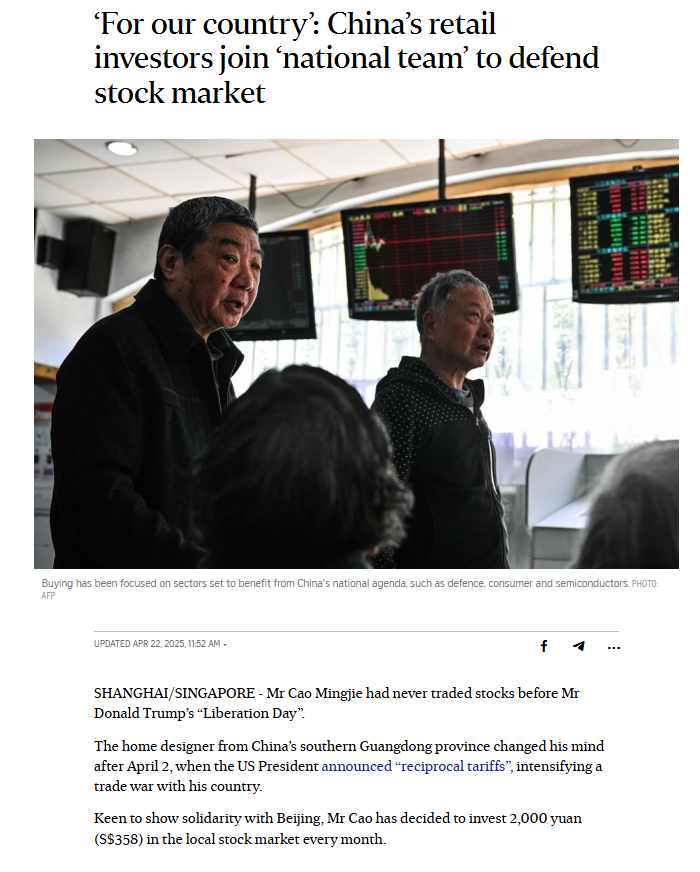 ‘For our country’: China’s retail
investors join ‘national team’ to defend
stock market
Buying has been focused on sectors set to benefit from China's national agenda, such as defence, consumer and semiconductors. PHOTO:
AFP
UPDATED APR 22, 2025, 11:52 AM
SHANGHAI/SINGAPORE - Mr Cao Mingjie had never traded stocks before Mr
Donald Trump’s “Liberation Day”.
The home designer from China’s southern Guangdong province changed his mind
after April 2, when the US President announced “reciprocal tariffs”, intensifying a
trade war with his country.
Keen to show solidarity with Beijing, Mr Cao has decided to invest 2,000 yuan
(S$358) in the local stock market every month.